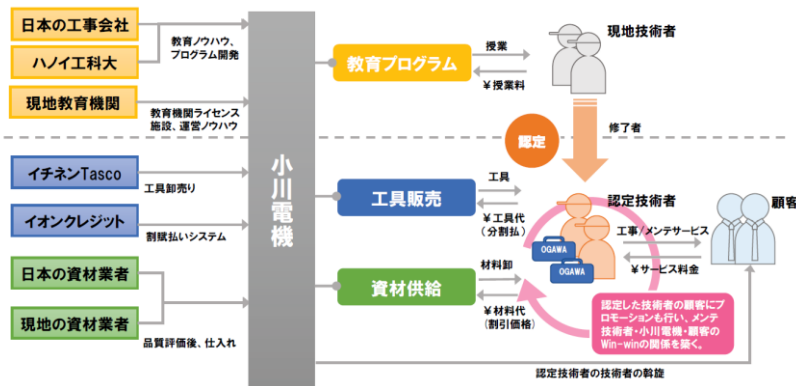 日本の工事会社
ハノイ工科大
教育ノウハウ、
プログラム開発
現地教育機関
教育機関ライセンス
施設、運営ノウハウ
イチネンTasco
工具卸売り
イオンクレジット
割賦払いシステム
日本の資材業者
現地の資材業者
品質評価後、仕入れ
小川電機
教育プログラム
授業
¥授業料
現地技術者
認定
修了者
工具販売
工具
¥工具代
(分割払)
認定技術者
OGAWA
OGAWA
工事/メンテサービス
¥サービス料金
顧客
資材供給
材料卸
¥材料代
(割引価格)
認定した技術者の顧客にプ
ロモーションも行い、メンテ
技術者・小川電機・顧客の
Win-winの関係を築く。
認定技術者の技術者の斡旋